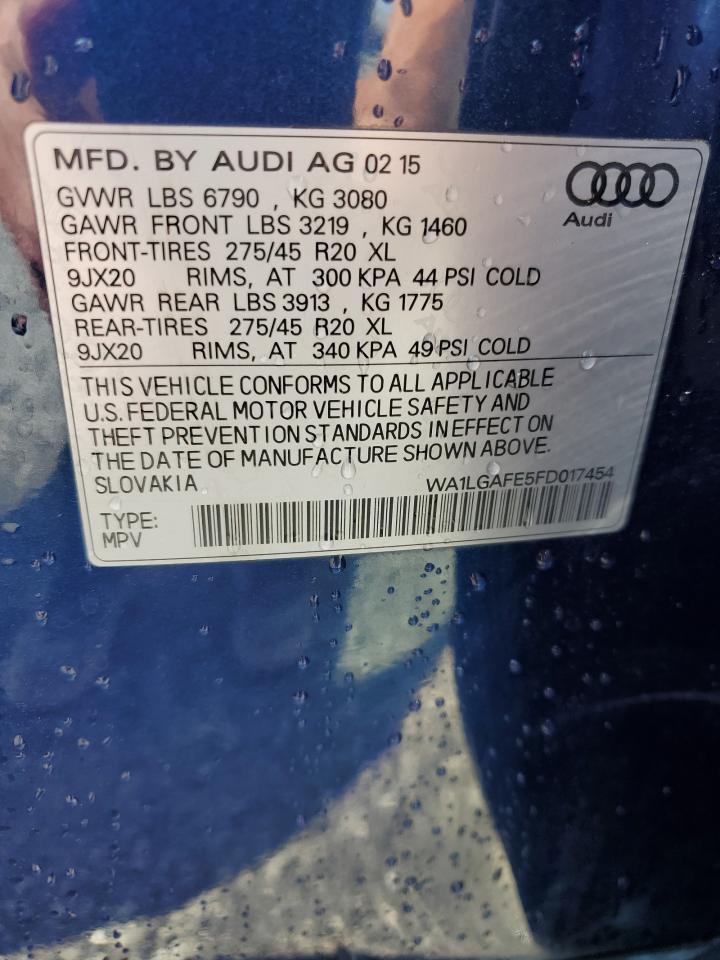 MFD. BY AUDI AG 02 15
Audi
GVWR LBS 6790 , KG 3080
GAWR FRONT LBS 3219 , KG 1460
FRONT-TIRES 275/45 R20 XL
9JX20 RIMS, AT 300 KPA 44 PSI COLD
GAWR REAR LBS 3913 , KG 1775
REAR-TIRES 275/45 R20 XL
9JX20 RIMS, AT 340 KPA 49 PSI COLD
THIS VEHICLE CONFORMS TO ALL APPLICABLE
U.S. FEDERAL MOTOR VEHICLE SAFETY AND
THEFT PREVENTION STANDARDS IN EFFECT ON
THE DATE OF MANUFACTURE SHOWN ABOVE.
SLOVAKIA WA1LGAFE5FD017454
TYPE:
MPV